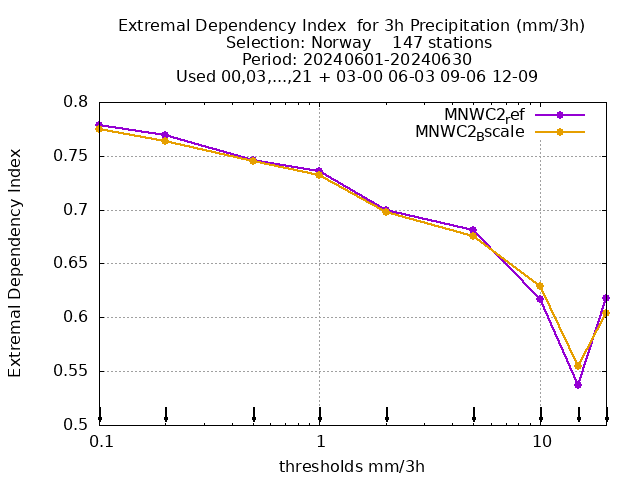 Extremal Dependency Index  for 3h Precipitation (mm/3h)
Selection: Norway    147 stations
Period: 20240601-20240630
Used 00,03,...,21 + 03-00 06-03 09-06 12-09
MNWC2ref
MNWC2Bscale
0.8
0.75
0.7
0.65
0.6
0.55
0.5
Extremal Dependency Index
0.1
1
10
thresholds mm/3h